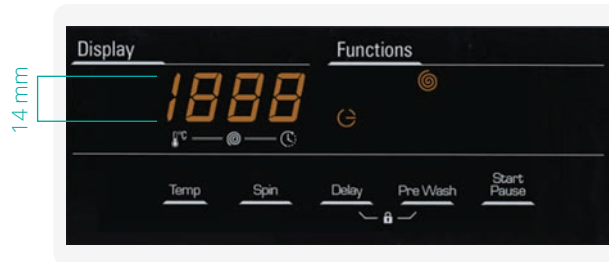 Display
Functions
14 mm
1888
°C
Temp
Spin
Delay
Pre Wash
Start
Pause